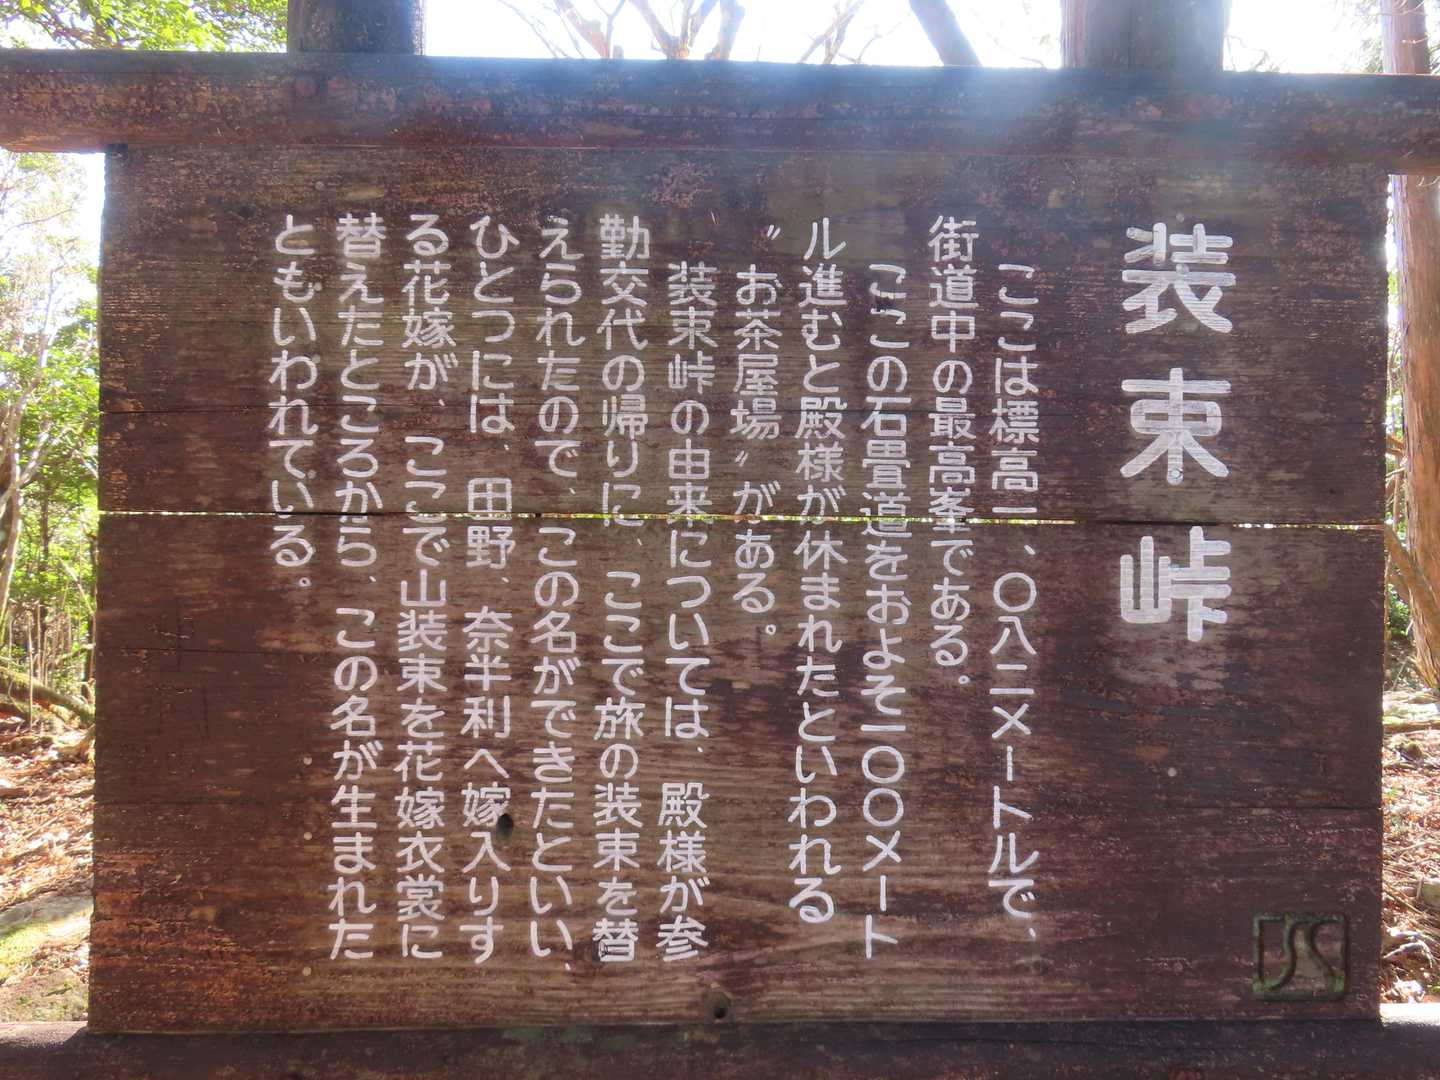 装束峠
ここは標高一、〇八二メートルで、
街道中の最高峯である。
ここの石畳道をおよそ一〇〇メート
ル進むと殿様が休まれたといわれる
〃お茶屋場〃がある。
装束峠の由来については、殿様が参
勤交代の帰りに、ここで旅の装束を替
えられたので、この名ができたといい、
ひとつには、田野、奈半利へ嫁入りす
る花嫁が、ここで山装束を花嫁衣裳に
替えたところから、この名が生まれた
ともいわれている。